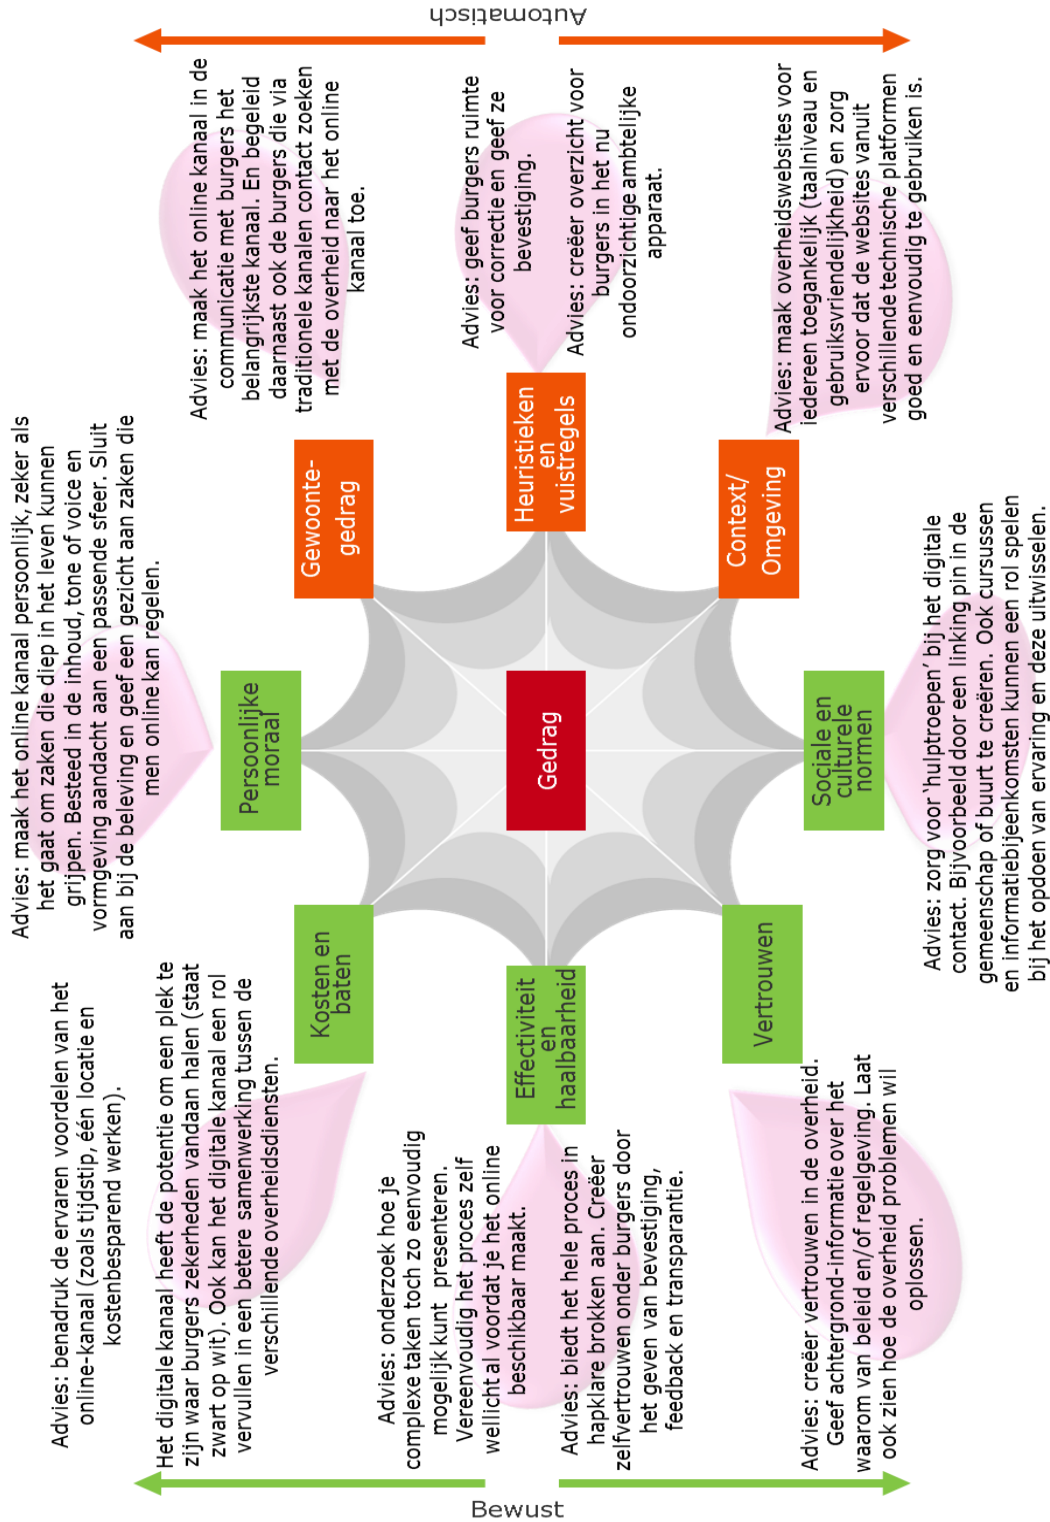 Automatisch
Advies: maak het online kanaal persoonlijk, zeker als
het gaat om zaken die diep in het leven kunnen
grijpen. Besteed in de inhoud, tone of voice en
vormgeving aandacht aan een passende sfeer. Sluit
aan bij de beleving en geef een gezicht aan zaken die
men online kan regelen.
Advies: maak het online kanaal in de
communicatie met burgers het
belangrijkste kanaal. En begeleid
daarnaast ook de burgers die via
traditionele kanalen contact zoeken
met de overheid naar het online
kanaal toe.
Advies: geef burgers ruimte
voor correctie en geef ze
bevestiging.
Advies: creëer overzicht voor
burgers in het nu
ondoorzichtige ambtelijke
apparaat.
Advies: maak overheidswebsites voor
iedereen toegankelijk (taalniveau en
gebruiksvriendelijkheid) en zorg
ervoor dat de websites vanuit
verschillende technische platformen
goed en eenvoudig te gebruiken is.
Gewoonte-
gedrag
Heuristieken
en
vuistregels
Context/
Omgeving
Persoonlijke
moraal
Gedrag
Sociale en
culturele
normen
Advies: zorg voor ‘hulptroepen’ bij het digitale
contact. Bijvoorbeeld door een linking pin in de
gemeenschap of buurt te creëren. Ook cursussen
en informatiebijeenkomsten kunnen een rol spelen
bij het opdoen van ervaring en deze uitwisselen.
Kosten en
baten
Effectiviteit
en
haalbaarheid
Vertrouwen
Advies: benadruk de ervaren voordelen van het
online-kanaal (zoals tijdstip, één locatie en
kostenbesparend werken).
Het digitale kanaal heeft de potentie om een plek te
zijn waar burgers zekerheden vandaan halen (staat
zwart op wit). Ook kan het digitale kanaal een rol
vervullen in een betere samenwerking tussen de
verschillende overheidsdiensten.
Advies: onderzoek hoe je
complexe taken toch zo eenvoudig
mogelijk kunt presenteren.
Vereenvoudig het proces zelf
wellicht al voordat je het online
beschikbaar maakt.
Advies: biedt het hele proces in
hapklare brokken aan. Creëer
zelfvertrouwen onder burgers door
het geven van bevestiging,
feedback en transparantie.
Advies: creëer vertrouwen in de overheid.
Geef achtergrond-informatie over het
waarom van beleid en/of regelgeving. Laat
ook zien hoe de overheid problemen wil
oplossen.
Bewust